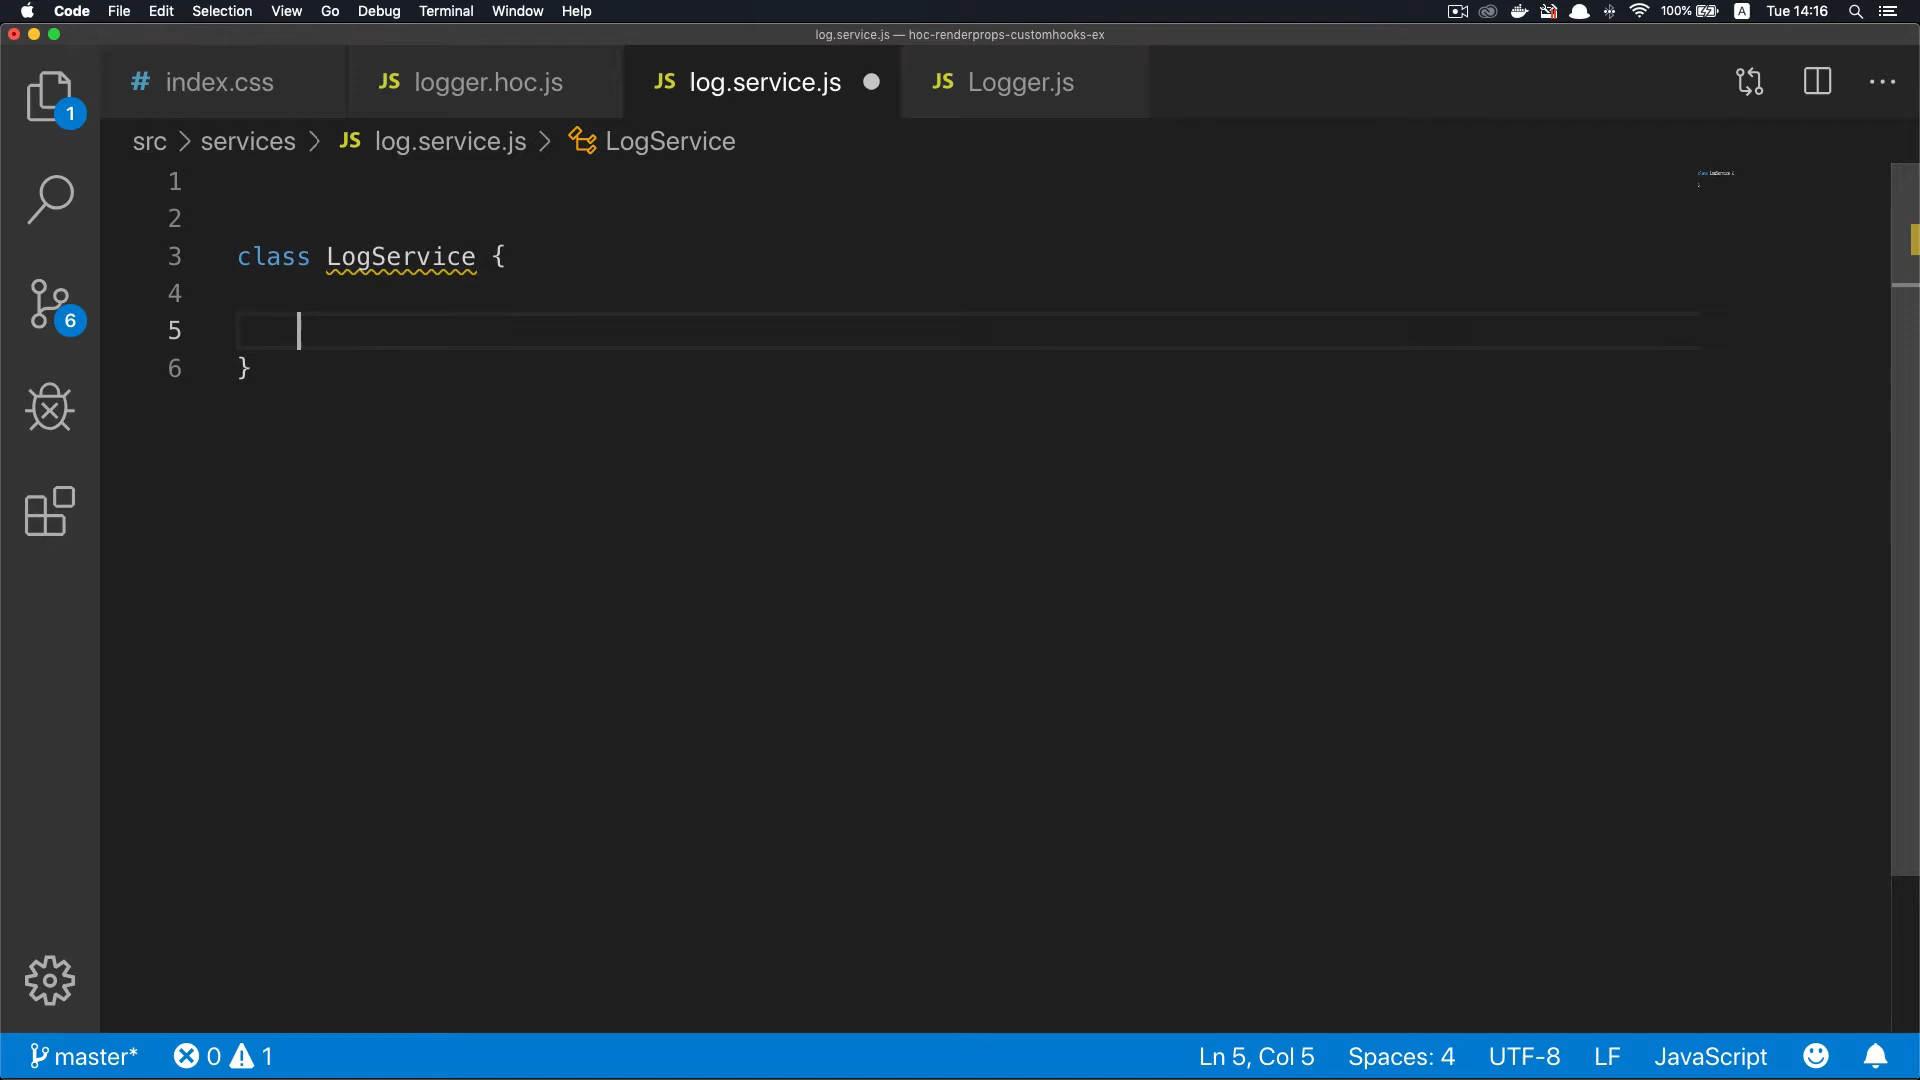 Code File Edit Selection View Go Debug Terminal Window Help 100% A Tue 14:16
log.service.js — hoc-renderprops-customhooks-ex
# index.css JS logger.hoc.js JS log.service.js JS Logger.js
1
src > services > JS log.service.js > LogService
1
2
3 class LogService {
4
5
6 }
6
master* 0 1 Ln 5, Col 5 Spaces: 4 UTF-8 LF JavaScript